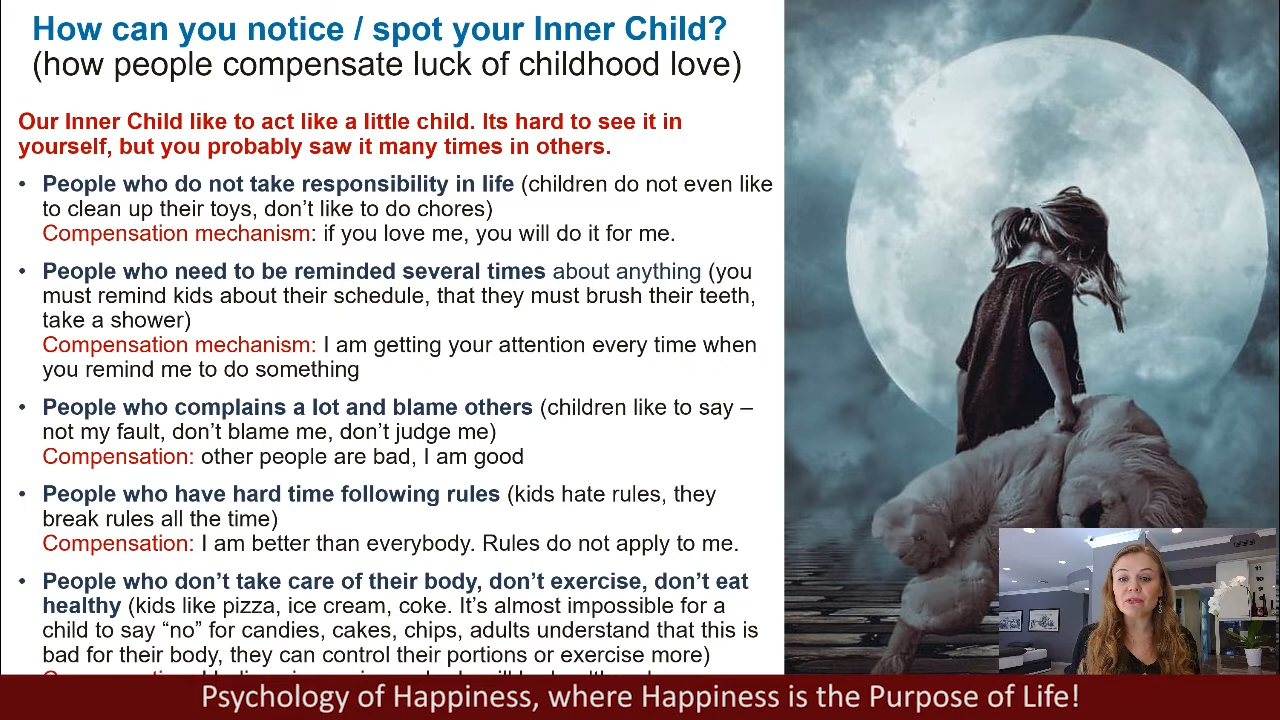 How can you notice / spot your Inner Child?
(how people compensate luck of childhood love)
Our Inner Child like to act like a little child. Its hard to see it in
yourself, but you probably saw it many times in others.
• People who do not take responsibility in life (children do not even like
to clean up their toys, don’t like to do chores)
Compensation mechanism: if you love me, you will do it for me.
• People who need to be reminded several times about anything (you
must remind kids about their schedule, that they must brush their teeth,
take a shower)
Compensation mechanism: I am getting your attention every time when
you remind me to do something
• People who complains a lot and blame others (children like to say –
not my fault, don’t blame me, don’t judge me)
Compensation: other people are bad, I am good
• People who have hard time following rules (kids hate rules, they
break rules all the time)
Compensation: I am better than everybody. Rules do not apply to me.
• People who don’t take care of their body, don’t exercise, don’t eat
healthy (kids like pizza, ice cream, coke. It’s almost impossible for a
child to say “no” for candies, cakes, chips, adults understand that this is
bad for their body, they can control their portions or exercise more)
Psychology of Happiness, where Happiness is the Purpose of Life!